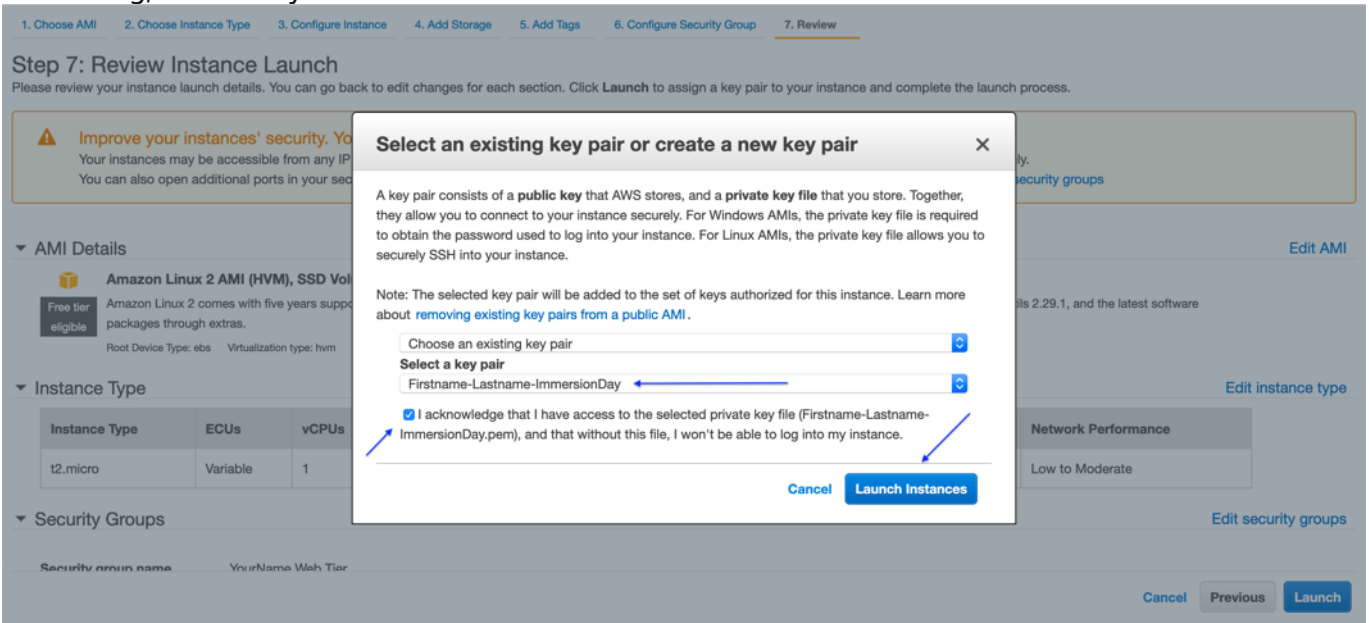 1. Choose AMI 2. Choose Instance Type 3. Configure Instance 4. Add Storage 5. Add Tags 6. Configure Security Group 7. Review
Step 7: Review Instance Launch
Please review your instance launch details. You can go back to edit changes for each section. Click Launch to assign a key pair to your instance and complete the launch process.
Improve your instances' security. Yo
Your instances may be accessible from any IP
ly.
You can also open additional ports in your sec
security groups
Select an existing key pair or create a new key pair
A key pair consists of a public key that AWS stores, and a private key file that you store. Together,
they allow you to connect to your instance securely. For Windows AMIs, the private key file is required
to obtain the password used to log into your instance. For Linux AMIs, the private key file allows you to
securely SSH into your instance.
Note: The selected key pair will be added to the set of keys authorized for this instance. Learn more
about removing existing key pairs from a public AMI.
Choose an existing key pair
Select a key pair
Firstname-Lastname-ImmersionDay
I acknowledge that I have access to the selected private key file (Firstname-Lastname-
ImmersionDay.pem), and that without this file, I won't be able to log into my instance.
Cancel Launch Instances
AMI Details Edit AMI
Amazon Linux 2 AMI (HVM), SSD Vol
Free tier
eligible
Amazon Linux 2 comes with five years suppo
ils 2.29.1, and the latest software
packages through extras.
Root Device Type: ebs Virtualization type: hvm
Instance Type Edit instance type
Instance Type ECUs vCPUs Network Performance
t2.micro Variable 1 Low to Moderate
Security Groups Edit security groups
Security group name YourName Web Tier
Cancel Previous Launch